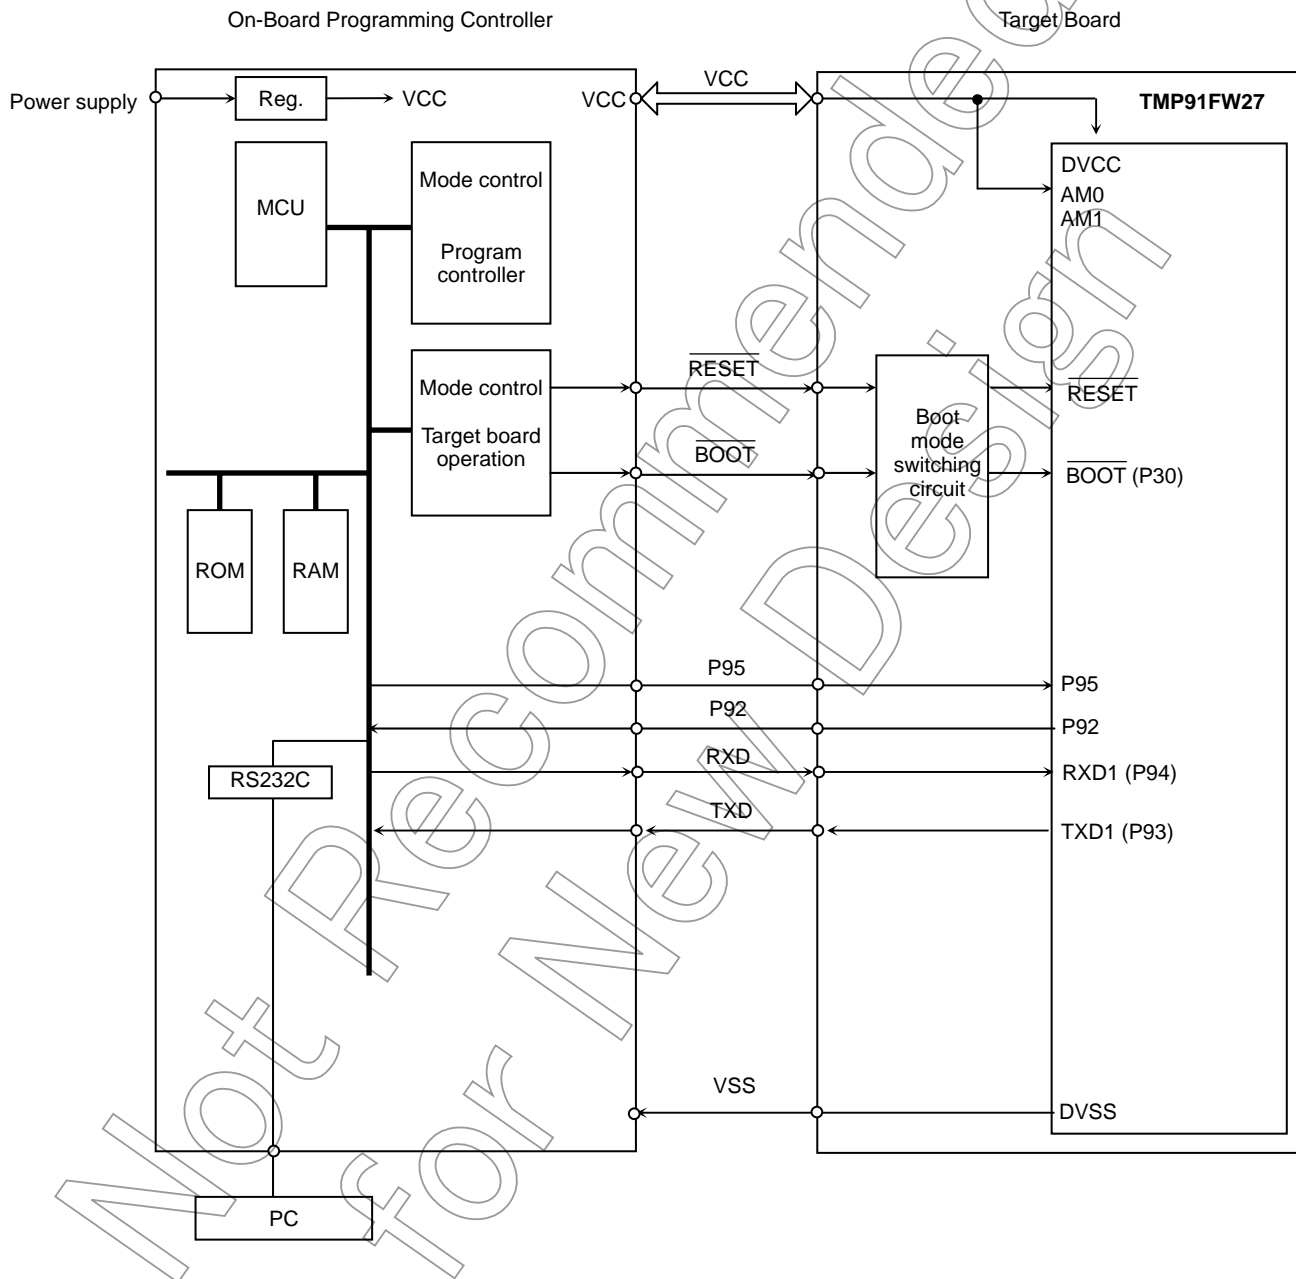 On-Board Programming Controller
Target Board
Power supply
Reg.
VCC
VCC
VCC
TMP91FW27
MCU
Mode control
Program
controller
DVCC
AM0
AM1
Mode control
Target board
operation
RESET
BOOT
Boot
mode
switching
circuit
RESET
BOOT (P30)
ROM
RAM
P95
P95
P92
P92
RS232C
RXD
RXD1 (P94)
TXD
TXD1 (P93)
VSS
DVSS
PC
Not Recommended
for New Design